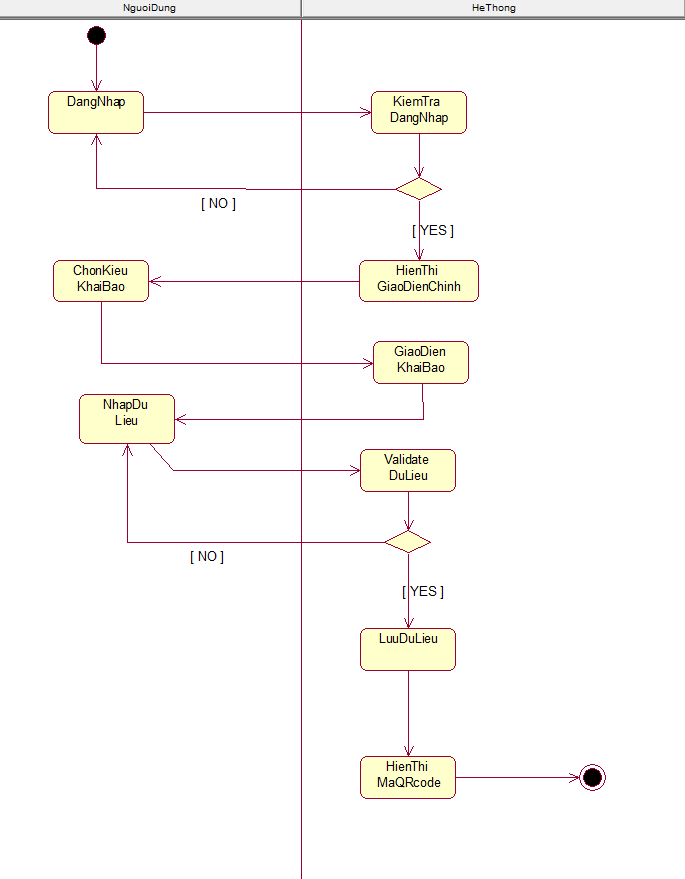 NguoiDung
HeThong
DangNhap
KiemTra
DangNhap
[ NO ]
[ YES ]
ChonKieu
KhaiBao
HienThi
GiaoDienChinh
GiaoDien
KhaiBao
NhapDu
Lieu
Validate
DuLieu
[ NO ]
[ YES ]
LuuDuLieu
HienThi
MaQRcode